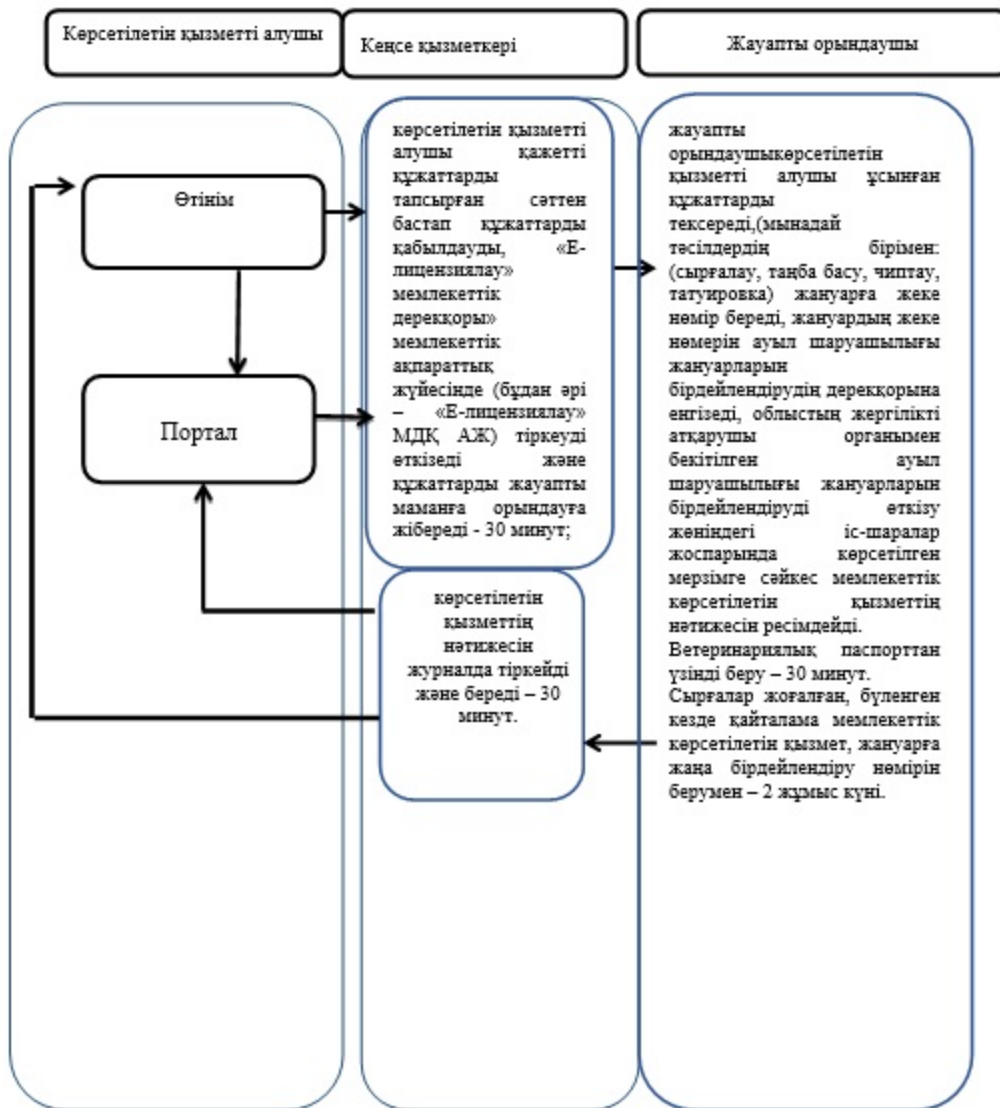 Көрсетілетін қызметті алушы
Кеңсе қызметкері
Жауапты орындаушы
Өтінім
Портал
көрсетілетін қызметті
алушы қажетті
құжаттарды
тапсырған сәттен
бастап құжаттарды
қабылдауды, «Е-
лицензиялау»
мемлекеттік
дерекқоры»
мемлекеттік
ақпараттық
жүйесінде (бұдан әрі
– «Е-лицензиялау»
МДҚ АЖ) тіркеуді
өткізеді және
құжаттарды жауапты
маманға орындауға
жібереді - 30 минут;
көрсетілетін
қызметтің
нәтижесін
журналда тіркейді
және береді – 30
минут.
жауапты
орындаушыкөрсетілетін
қызметті алушы ұсынған
құжаттарды
тексереді,(мынадай
тәсілдердің бірімен:
(сырғалау, таңба басу, чиптау,
татуировка) жануарға жеке
нөмір береді, жануардың жеке
нөмерін ауыл шаруашылығы
жануарларын
бірдейлендірудің дерекқорына
енгізеді, облыстың жергілікті
атқарушы органымен
бекітілген ауыл
шаруашылығы жануарларын
бірдейлендіруді өткізу
жөніндегі іс-шаралар
жоспарында көрсетілген
мерзімге сәйкес мемлекеттік
көрсетілетін қызметтің
нәтижесін ресімдейді.
Ветеринариялық паспорттан
үзінді беру – 30 минут.
Сырғалар жоғалған, бүленген
кезде қайталама мемлекеттік
көрсетілетін қызмет, жануарға
жаңа бірдейлендіру нөмірін
берумен – 2 жұмыс күні.